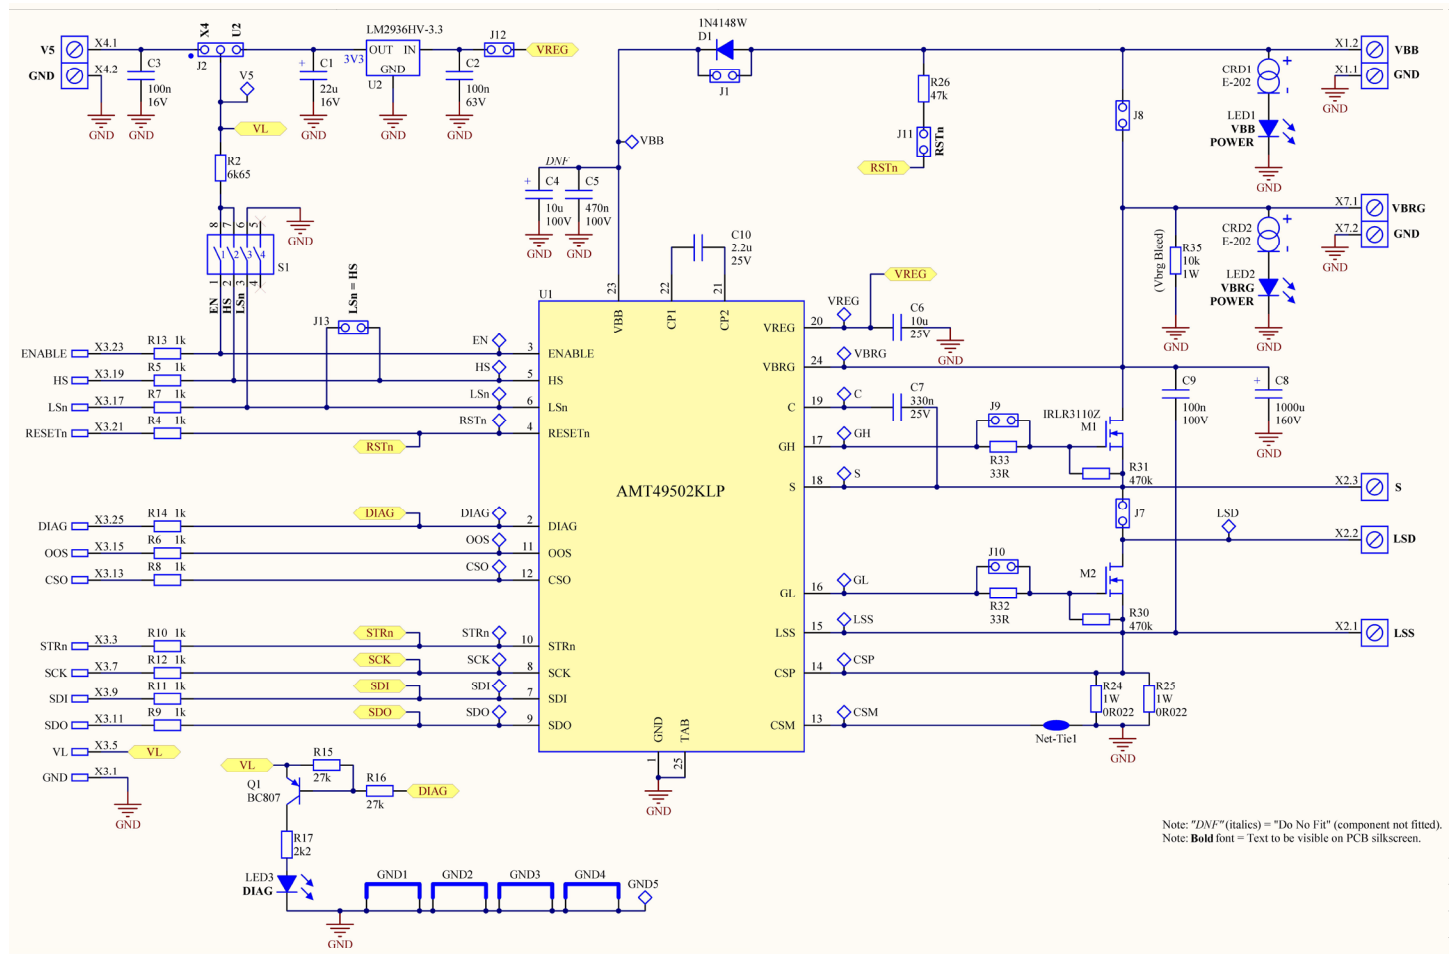 V5 X4.1
GND X4.2
C3
100n
16V
GND
GND
X4
U2
J2
V5
VL
R2
6k65
3V3
C1
22u
16V
GND
LM2936HV-3.3
OUT IN
GND
U2
GND
C2
100n
63V
GND
J12
VREG
1N4148W
D1
J1
VBB
DNF
C4
10u
100V
GND
C5
470n
100V
GND
R26
47k
J11
RSTn
RSTn
J8
CRD1
E-202
LED1
VBB
POWER
GND
X1.2 VBB
X1.1 GND
GND
X7.1 VBRG
X7.2 GND
GND
CRD2
E-202
LED2
VBRG
POWER
GND
(Vbrg Bleed)
R35
10k
1W
GND
8 7 6 5
1 2 3 4
S1
1 2 3 4
GND
EN
HS
LSn
J13
LSn = HS
C10
2.2u
25V
U1
23
VBB
22
CP1
21
CP2
AMT49502KLP
ENABLE X3.23 R13 1k EN 3 ENABLE
HS X3.19 R5 1k HS 5 HS
LSn X3.17 R7 1k LSn 6 LSn
RESETn X3.21 R4 1k RSTn 4 RESETn
RSTn
DIAG X3.25 R14 1k DIAG DIAG 2 DIAG
OOS X3.15 R6 1k OOS 11 OOS
CSO X3.13 R8 1k CSO 12 CSO
STRn X3.3 R10 1k STRn STRn 10 STRn
SCK X3.7 R12 1k SCK SCK 8 SCK
SDI X3.9 R11 1k SDI SDI 7 SDI
SDO X3.11 R9 1k SDO SDO 9 SDO
VL X3.5 VL
GND X3.1
GND
VREG 20 VREG
VREG
C6
10u
25V
GND
VBRG 24 VBRG
C 19 C
C7
330n
25V
GH 17 GH
S 18 S
J9
R33
33R
IRLR3110Z
M1
R31
470k
C9
100n
100V
C8
1000u
160V
GND
X2.3 S
J7
LSD
X2.2 LSD
GL 16 GL
J10
R32
33R
M2
R30
470k
LSS 15 LSS
X2.1 LSS
CSP 14 CSP
CSM 13 CSM
Net-Tie1
R24
1W
0R022
R25
1W
0R022
GND
GND
TAB
1
25
GND
VL
R15
27k
R16
27k
DIAG
Q1
BC807
R17
2k2
LED3
DIAG
GND1 GND2 GND3 GND4 GND5
GND
Note: "DNF" (italics) = "Do No Fit" (component not fitted).
Note: Bold font = Text to be visible on PCB silkscreen.